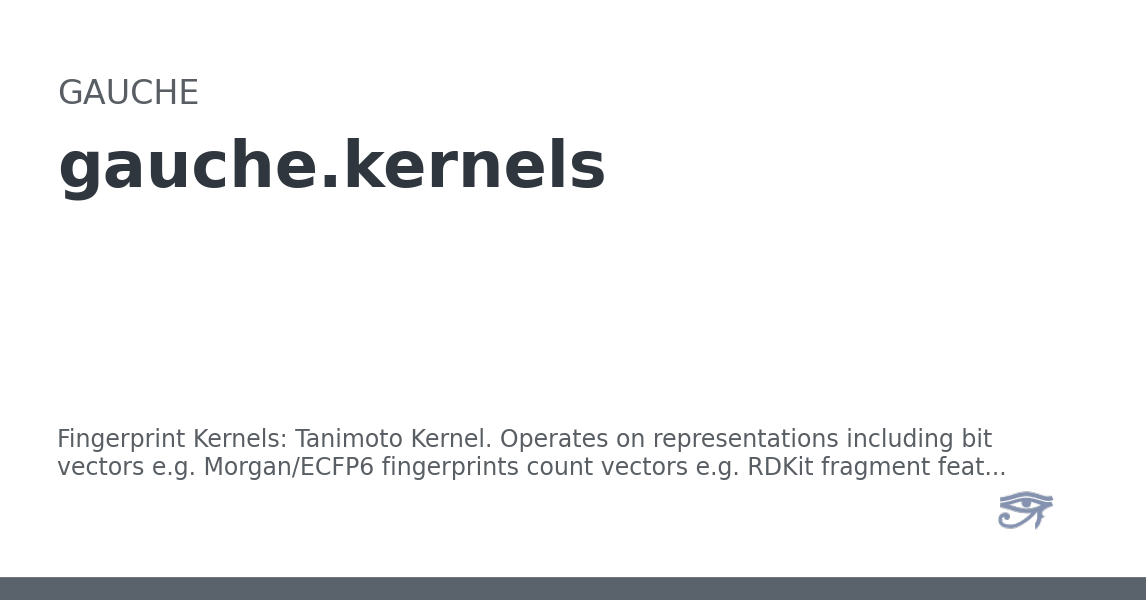 GAUCHE
gauche.kernels
Fingerprint Kernels: Tanimoto Kernel. Operates on representations including bit
vectors e.g. Morgan/ECFP6 fingerprints count vectors e.g. RDKit fragment feat...